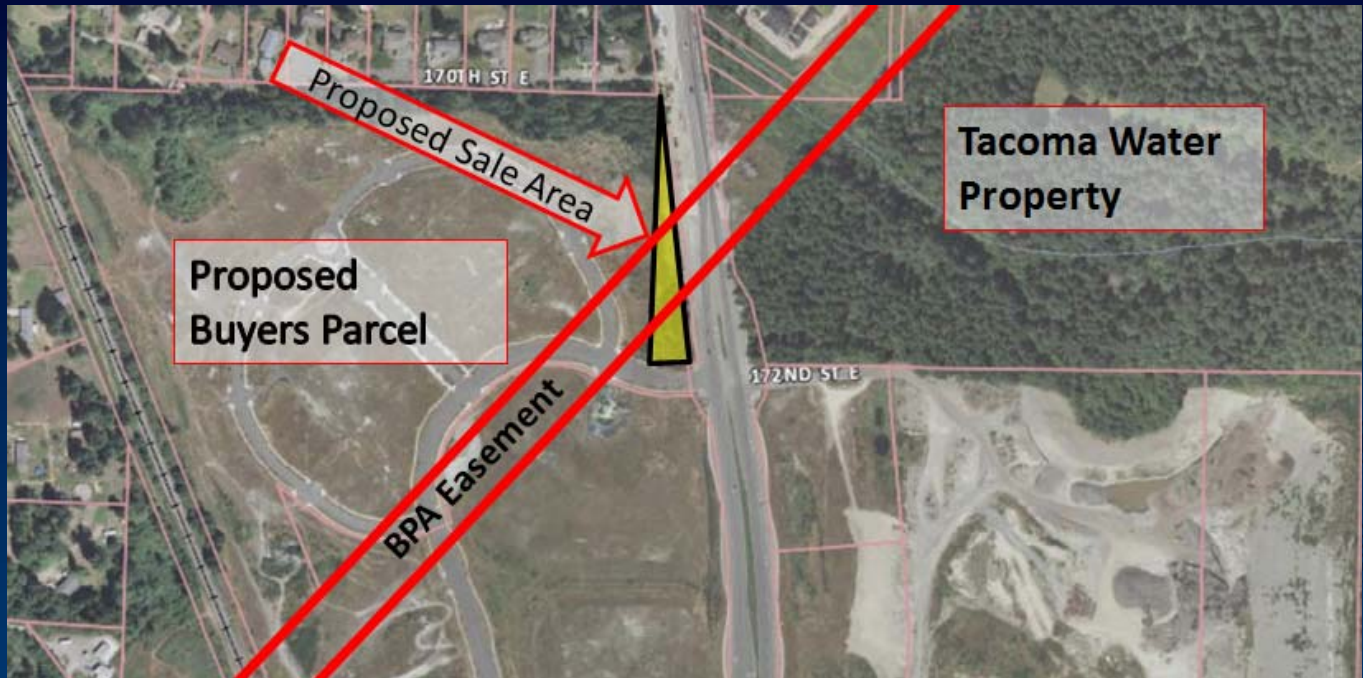 170TH ST E
Proposed Sale Area
Tacoma Water
Property
Proposed
Buyers Parcel
172ND ST E
BPA Easement